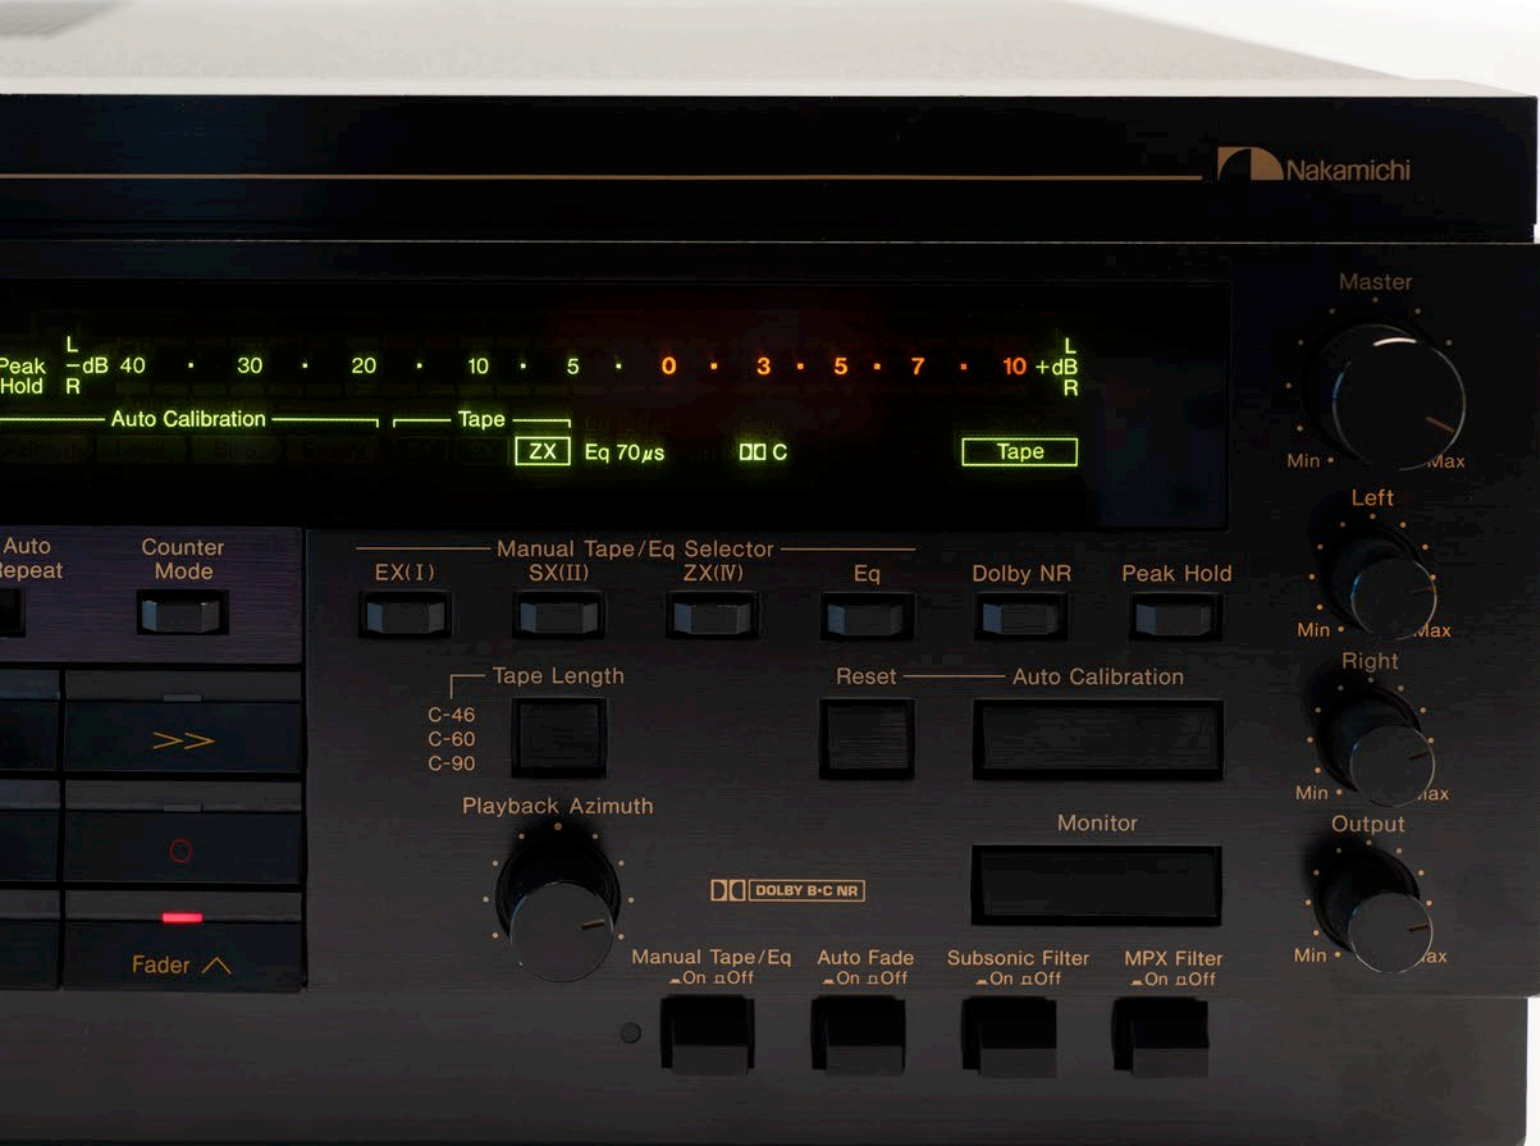 Nakamichi
Master
Min Max
L
Peak -dB 40 30 20 10 5 0 3 5 7 10 +dB
Hold R
L
R
Auto Calibration Tape
ZX Eq 70μs C Tape
Left
Min Max
Auto Counter
Repeat Mode
Manual Tape/Eq Selector
EX(I) SX(II) ZX(IV) Eq Dolby NR Peak Hold
Right
Min Max
Tape Length
C-46
C-60
C-90
Reset Auto Calibration
>>
Playback Azimuth
Monitor
Output
Min Max
DOLBY B·C NR
Fader
Manual Tape/Eq Auto Fade Subsonic Filter MPX Filter
On Off On Off On Off On Off